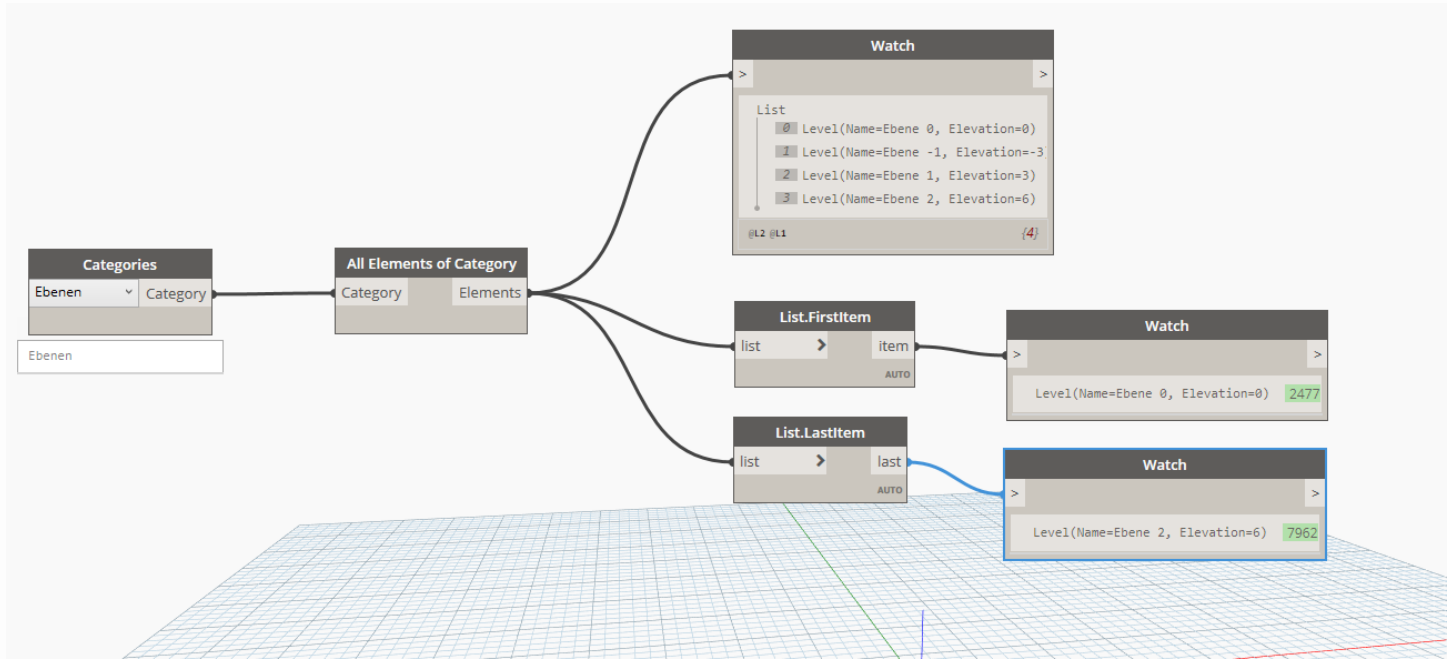 Watch
> >
List
0 Level(Name=Ebene 0, Elevation=0)
1 Level(Name=Ebene -1, Elevation=-3
2 Level(Name=Ebene 1, Elevation=3)
3 Level(Name=Ebene 2, Elevation=6)
@L2 @L1 {4}
Categories
Ebenen Category
Ebenen
All Elements of Category
Category Elements
List.FirstItem
list > item
AUTO
Watch
> >
Level(Name=Ebene 0, Elevation=0) 2477
List.LastItem
list > last
AUTO
Watch
> >
Level(Name=Ebene 2, Elevation=6) 7962